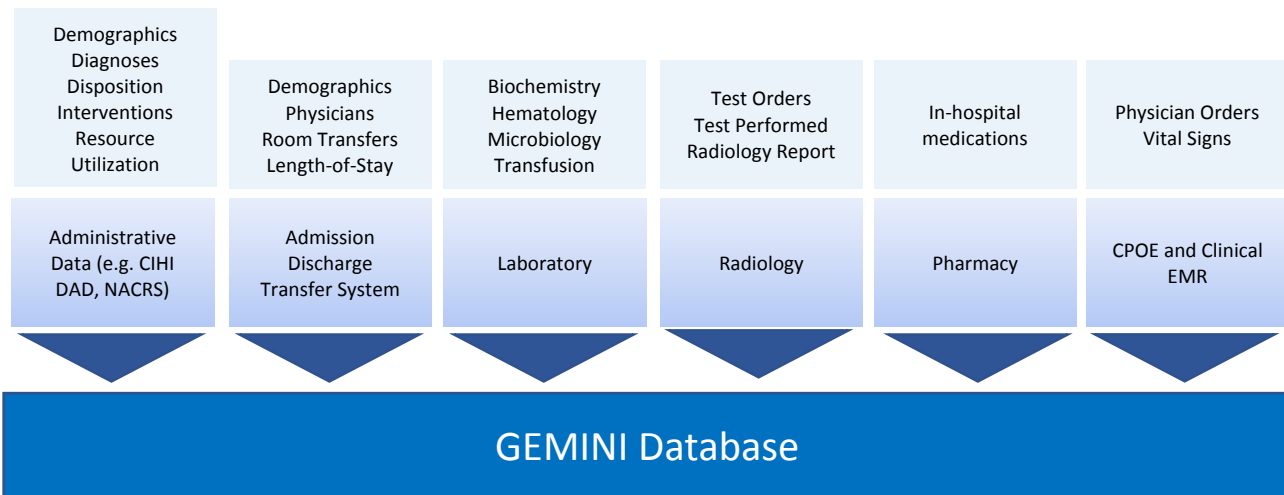 Demographics
Diagnoses
Disposition
Interventions
Resource
Utilization
Demographics
Physicians
Room Transfers
Length-of-Stay
Biochemistry
Hematology
Microbiology
Transfusion
Test Orders
Test Performed
Radiology Report
In-hospital
medications
Physician Orders
Vital Signs
Administrative
Data (e.g. CIHI
DAD, NACRS)
Admission
Discharge
Transfer System
Laboratory
Radiology
Pharmacy
CPOE and Clinical
EMR
GEMINI Database